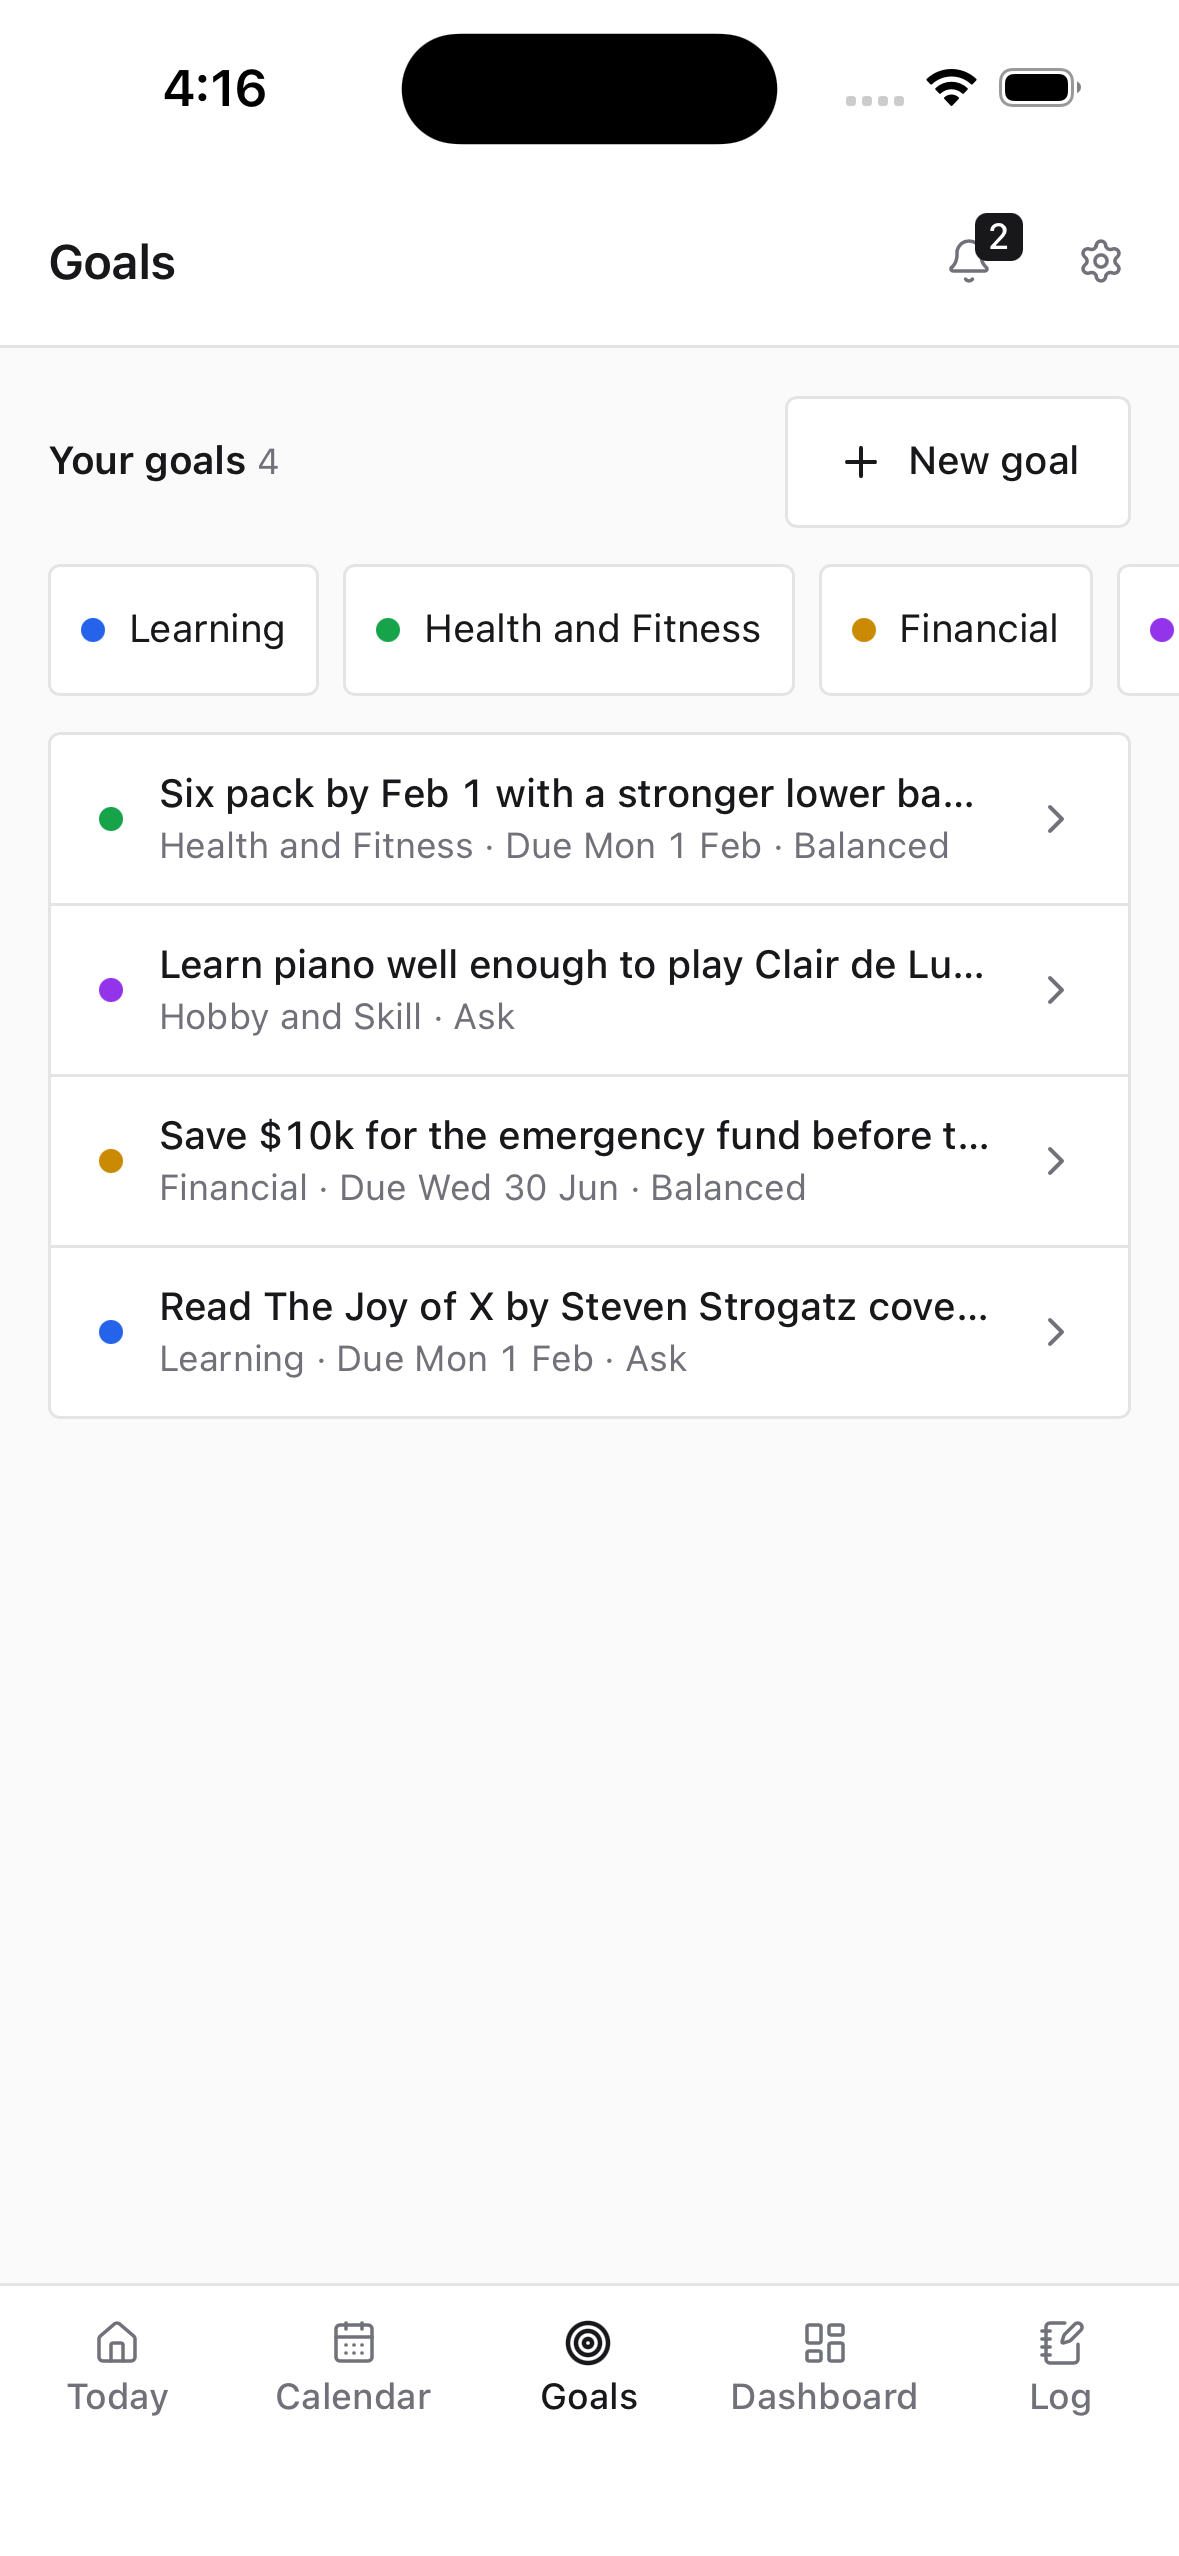 4:16
Goals
2
Your goals 4
New goal
Learning
Health and Fitness
Financial
Six pack by Feb 1 with a stronger lower ba...
Health and Fitness · Due Mon 1 Feb · Balanced
Learn piano well enough to play Clair de Lu...
Hobby and Skill · Ask
Save $10k for the emergency fund before t...
Financial · Due Wed 30 Jun · Balanced
Read The Joy of X by Steven Strogatz cove...
Learning · Due Mon 1 Feb · Ask
Today
Calendar
Goals
Dashboard
Log